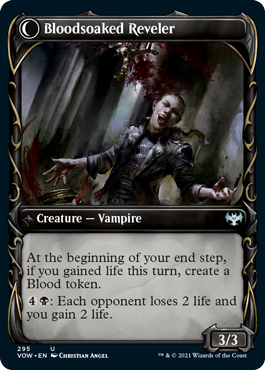 Bloodsoaked Reveler
Creature — Vampire
At the beginning of your end step,
if you gained life this turn, create a
Blood token.
4: Each opponent loses 2 life and
you gain 2 life.
3/3
295 U
VOW • EN CHRISTIAN ANGEL
™ & © 2021 Wizards of the Coast